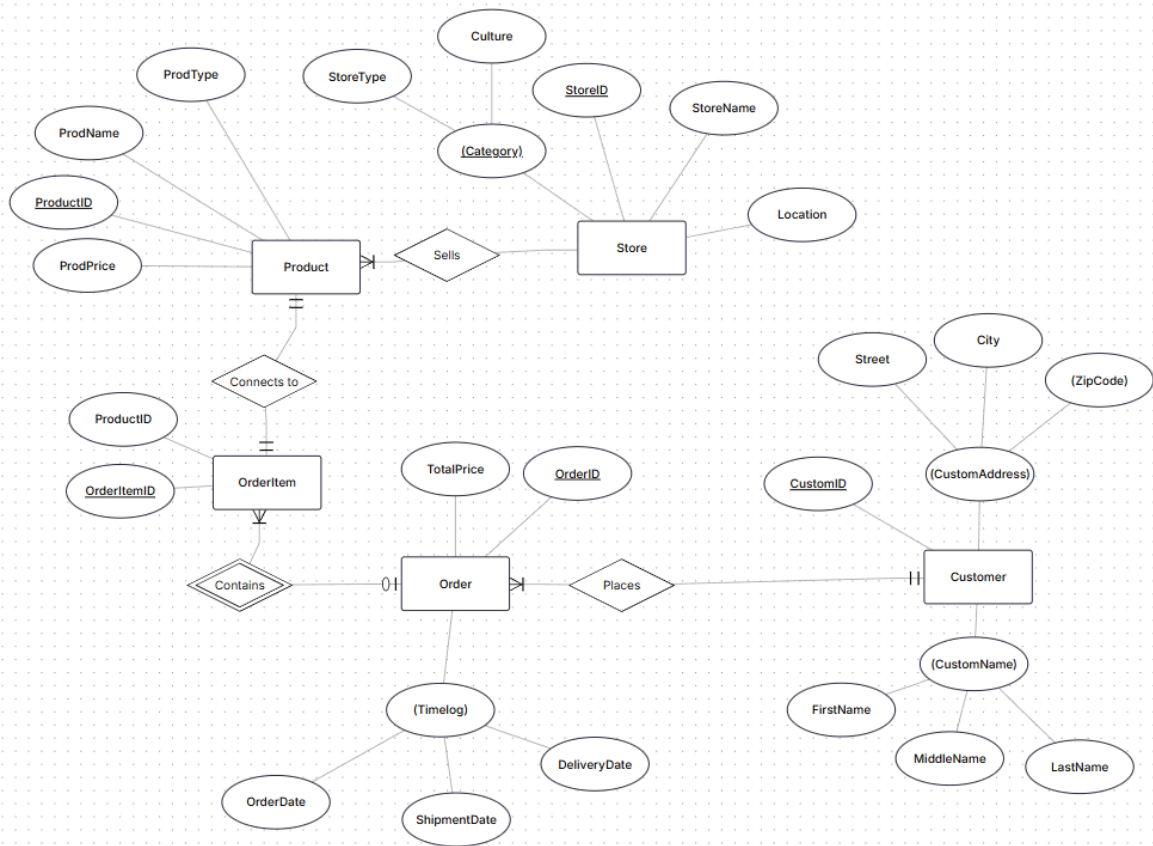 Culture
ProdType
StoreType
StoreID
StoreName
ProdName
(Category)
ProductID
Location
Store
Sells
ProdPrice
Product
City
Street
(ZipCode)
Connects to
ProductID
TotalPrice
OrderID
(CustomAddress)
CustomID
OrderItem
OrderItemID
Contains
Order
Places
Customer
(CustomName)
(Timelog)
FirstName
MiddleName
LastName
DeliveryDate
OrderDate
ShipmentDate